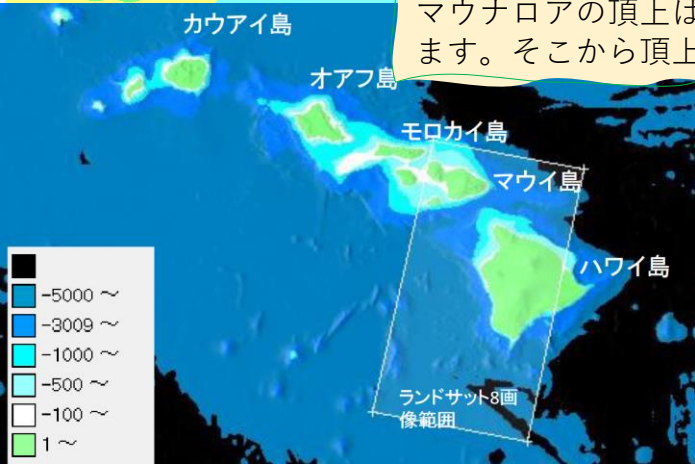 マウナロアの頂上は
ます。そこから頂上
カウアイ島
オアフ島
モロカイ島
マウイ島
ハワイ島
-5000 ～
-3009 ～
-1000 ～
-500 ～
-100 ～
1 ～
ランドサット8画
像範囲